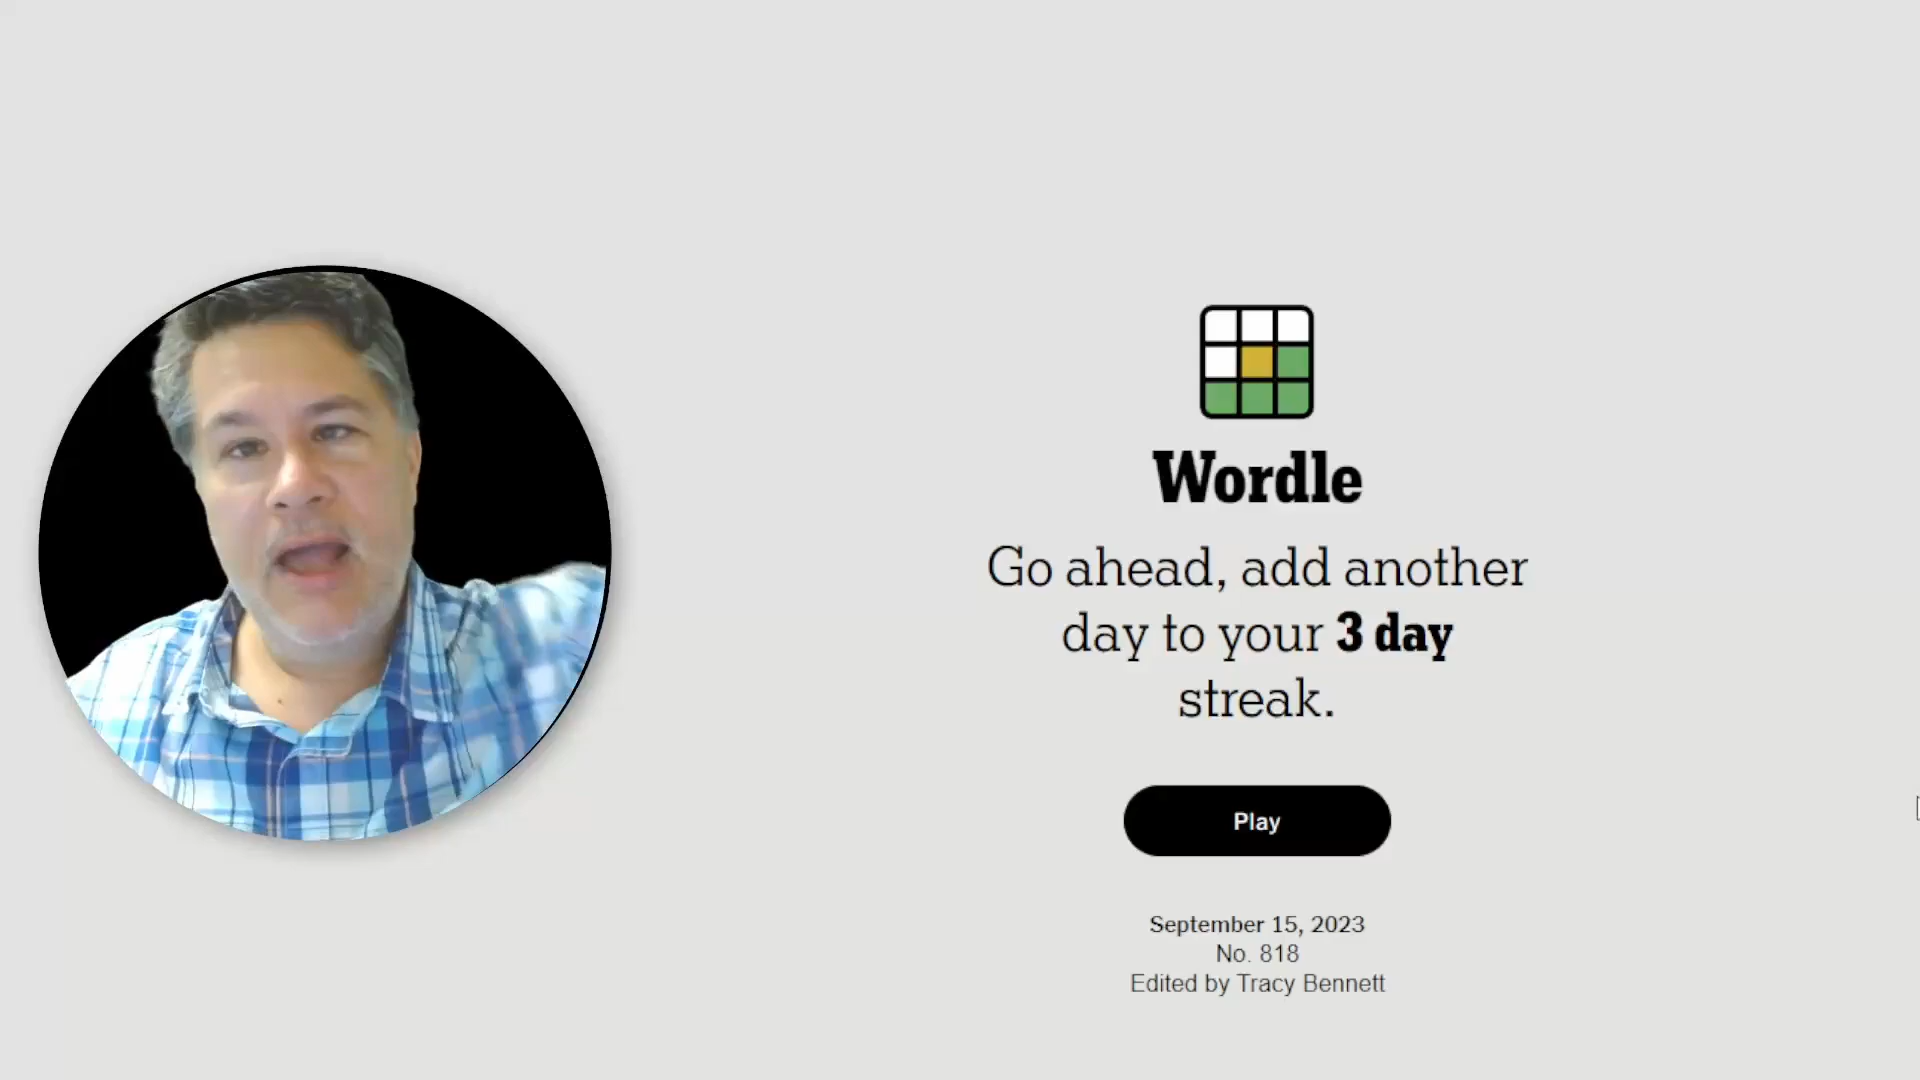 Wordle
Go ahead, add another
day to your 3 day
streak.
Play
September 15, 2023
No. 818
Edited by Tracy Bennett